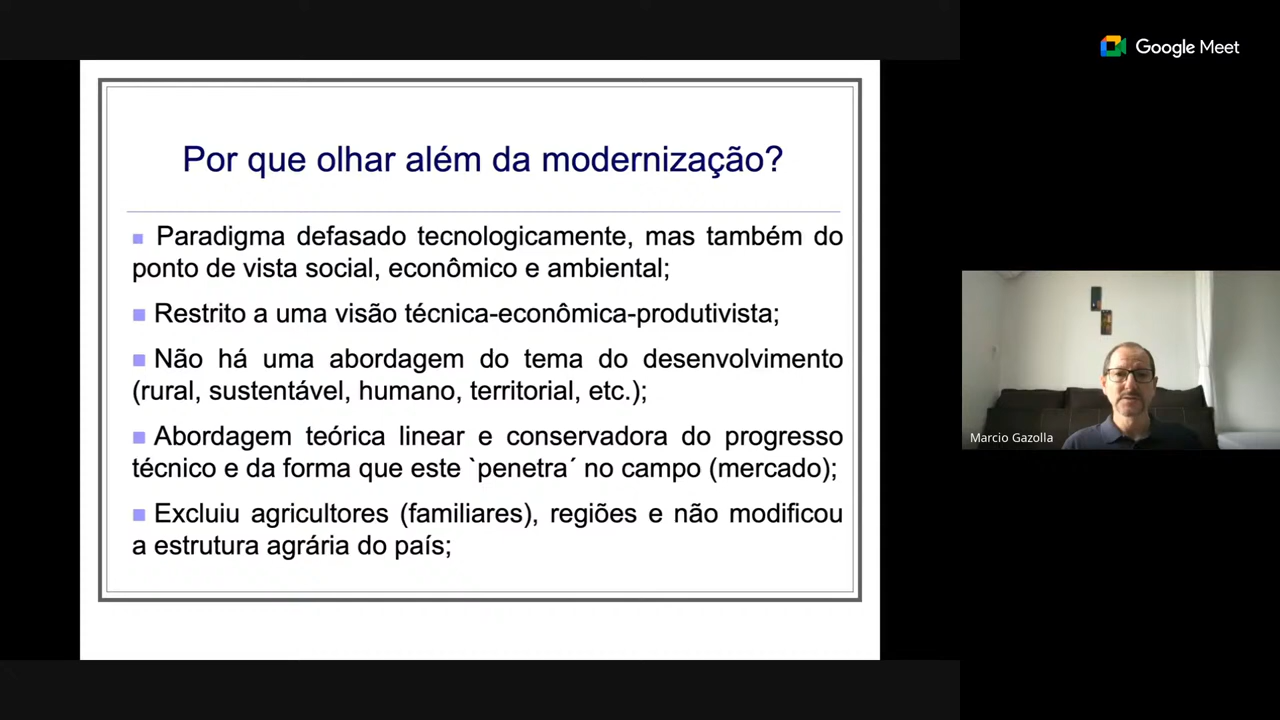 Google Meet
Por que olhar além da modernização?
Paradigma defasado tecnologicamente, mas também do
ponto de vista social, econômico e ambiental;
Restrito a uma visão técnica-econômica-produtivista;
Não há uma abordagem do tema do desenvolvimento
(rural, sustentável, humano, territorial, etc.);
Abordagem teórica linear e conservadora do progresso
técnico e da forma que este `penetra´ no campo (mercado);
Excluiu agricultores (familiares), regiões e não modificou
a estrutura agrária do país;
Marcio Gazolla